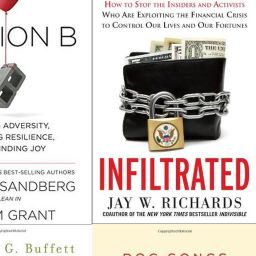 ION B
ADVERSITY,
G RESILIENCE,
NDING JOY
S BEST-SELLING AUTHORS
SANDBERG
M GRANT
How to Stop the Insiders and Activists
Who Are Exploiting the Financial Crisis
to Control Our Lives and Our Fortunes
INFILTRATED
JAY W. RICHARDS
COAUTHOR OF THE NEW YORK TIMES BESTSELLER INDIVISIBLE
G. Buffett
DOG SONGS